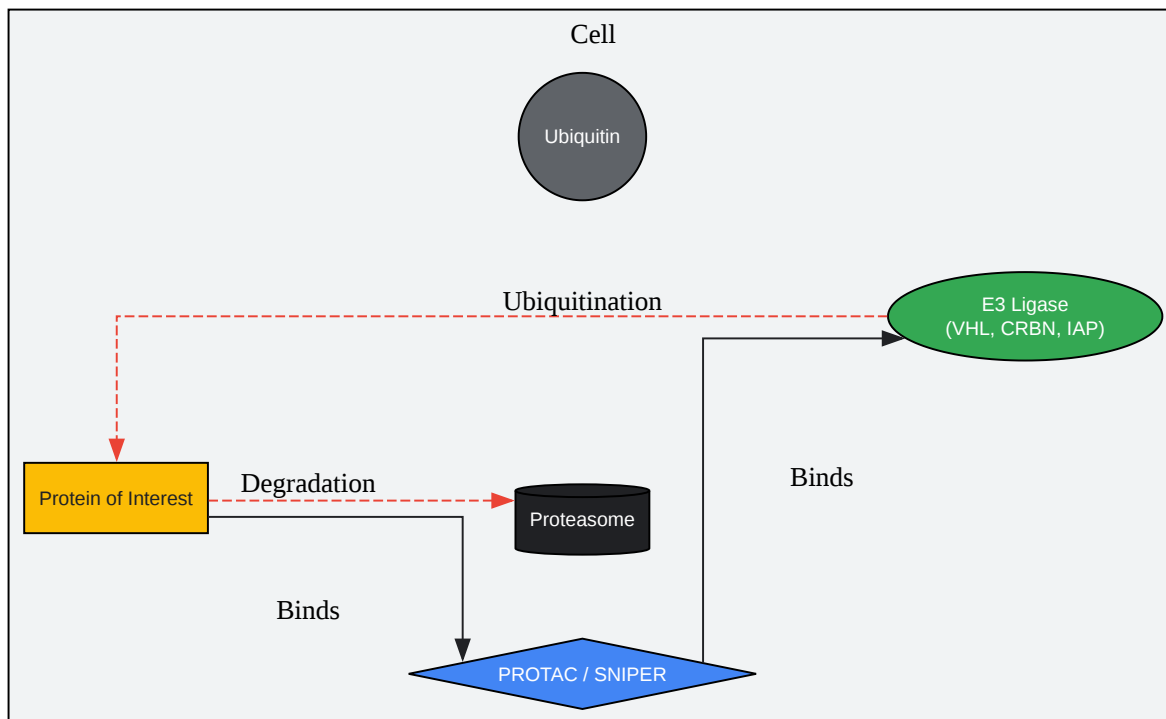 Cell
Ubiquitin
Ubiquitination
E3 Ligase
(VHL, CRBN, IAP)
Protein of Interest
Degradation
Proteasome
Binds
Binds
PROTAC / SNIPER